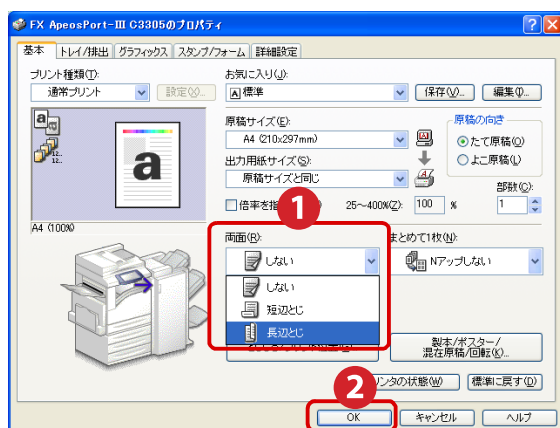 FX ApeosPort-III C3305のプロパティ
基本 トレイ/排出 グラフィックス スタンプ/フォーム 詳細設定
プリント種類(T): お気に入り(J):
通常プリント 設定(X)... 標準 保存(V)... 編集(I)...
原稿サイズ(E): 原稿の向き
A4 (210x297mm) たて原稿(Q)
出力用紙サイズ(S): よこ原稿(L)
原稿サイズと同じ 部数(C):
倍率を指 1 25～400%(Z): 100 % 1
A4 (100%)
両面(R): まとめて1枚(N):
しない Nアップしない
しない
短辺とじ
長辺とじ
製本/ポスター/
混在原稿/回転(K)...
2 ンタの状態(W) 標準に戻す(D)
OK キャンセル ヘルプ